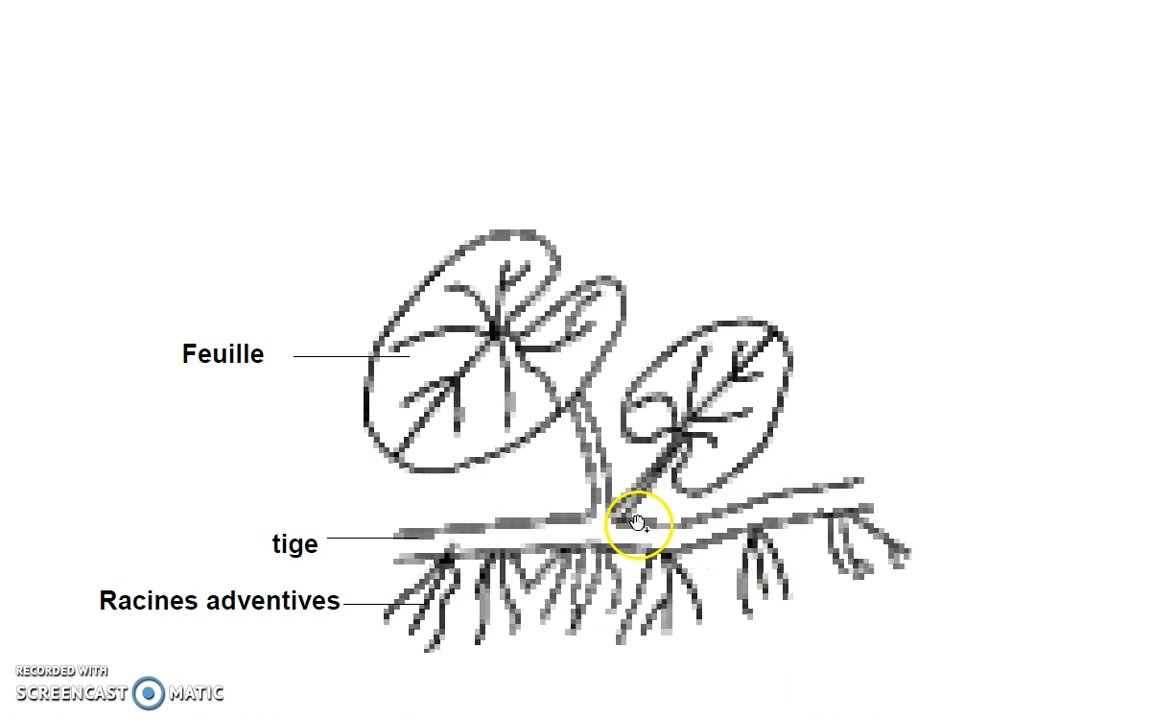 Feuille
tige
Racines adventives
RECORDED WITH
SCREENCAST MATIC